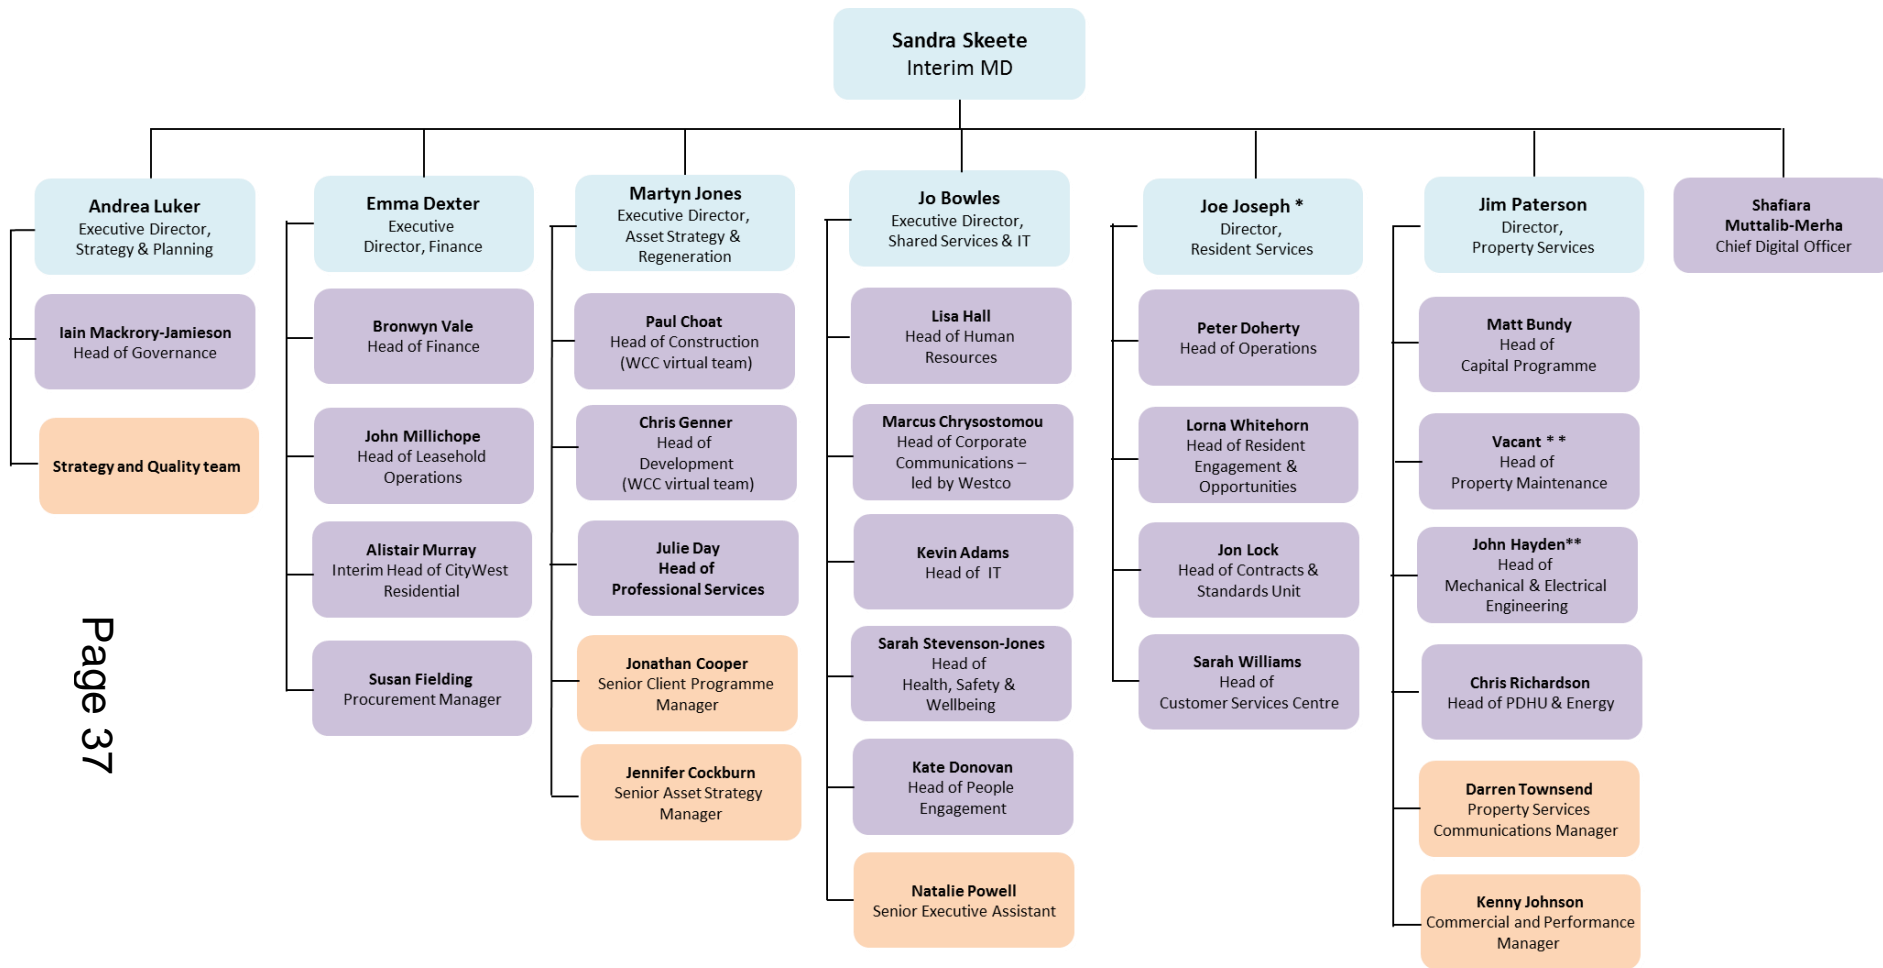 Sandra Skeete
Interim MD
Andrea Luker
Executive Director,
Strategy & Planning
Iain Mackrory-Jamieson
Head of Governance
Strategy and Quality team
Emma Dexter
Executive
Director, Finance
Bronwyn Vale
Head of Finance
John Millichope
Head of Leasehold
Operations
Alistair Murray
Interim Head of CityWest
Residential
Susan Fielding
Procurement Manager
Martyn Jones
Executive Director,
Asset Strategy &
Regeneration
Paul Choat
Head of Construction
(WCC virtual team)
Chris Genner
Head of
Development
(WCC virtual team)
Julie Day
Head of
Professional Services
Jonathan Cooper
Senior Client Programme
Manager
Jennifer Cockburn
Senior Asset Strategy
Manager
Jo Bowles
Executive Director,
Shared Services & IT
Lisa Hall
Head of Human
Resources
Marcus Chrysostomou
Head of Corporate
Communications –
led by Westco
Kevin Adams
Head of IT
Sarah Stevenson-Jones
Head of
Health, Safety &
Wellbeing
Kate Donovan
Head of People
Engagement
Natalie Powell
Senior Executive Assistant
Joe Joseph *
Director,
Resident Services
Peter Doherty
Head of Operations
Lorna Whitehorn
Head of Resident
Engagement &
Opportunities
Jon Lock
Head of Contracts &
Standards Unit
Sarah Williams
Head of
Customer Services Centre
Jim Paterson
Director,
Property Services
Matt Bundy
Head of
Capital Programme
Vacant * *
Head of
Property Maintenance
John Hayden**
Head of
Mechanical & Electrical
Engineering
Chris Richardson
Head of PDHU & Energy
Darren Townsend
Property Services
Communications Manager
Kenny Johnson
Commercial and Performance
Manager
Shafiara
Muttalib-Merha
Chief Digital Officer
Page 37